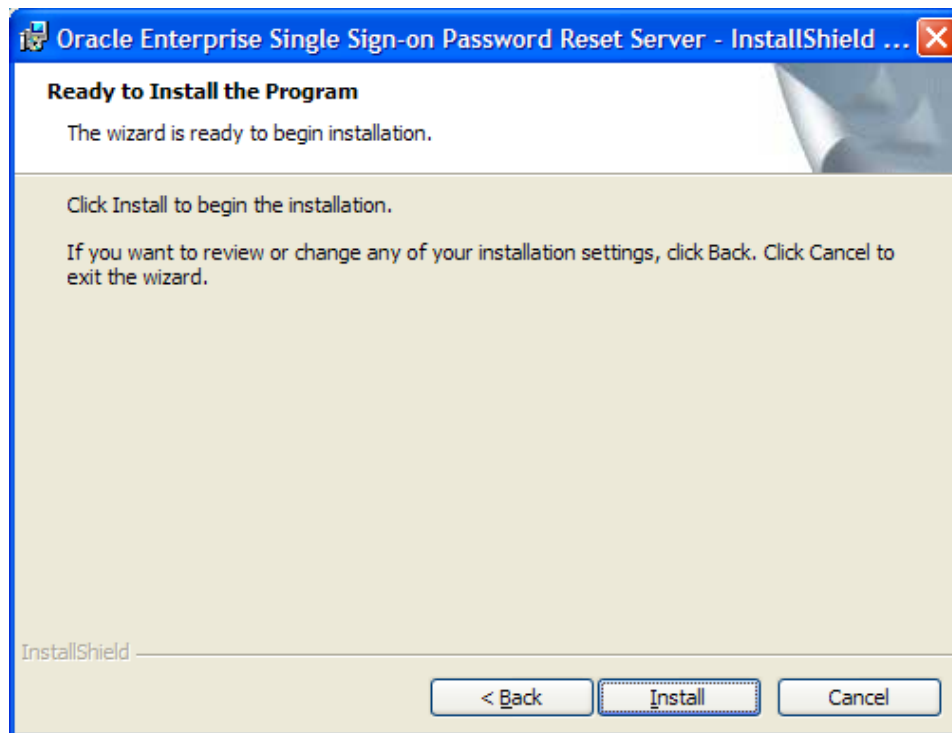 Oracle Enterprise Single Sign-on Password Reset Server - InstallShield ...
Ready to Install the Program
The wizard is ready to begin installation.
Click Install to begin the installation.
If you want to review or change any of your installation settings, click Back. Click Cancel to
exit the wizard.
InstallShield
< Back
Install
Cancel